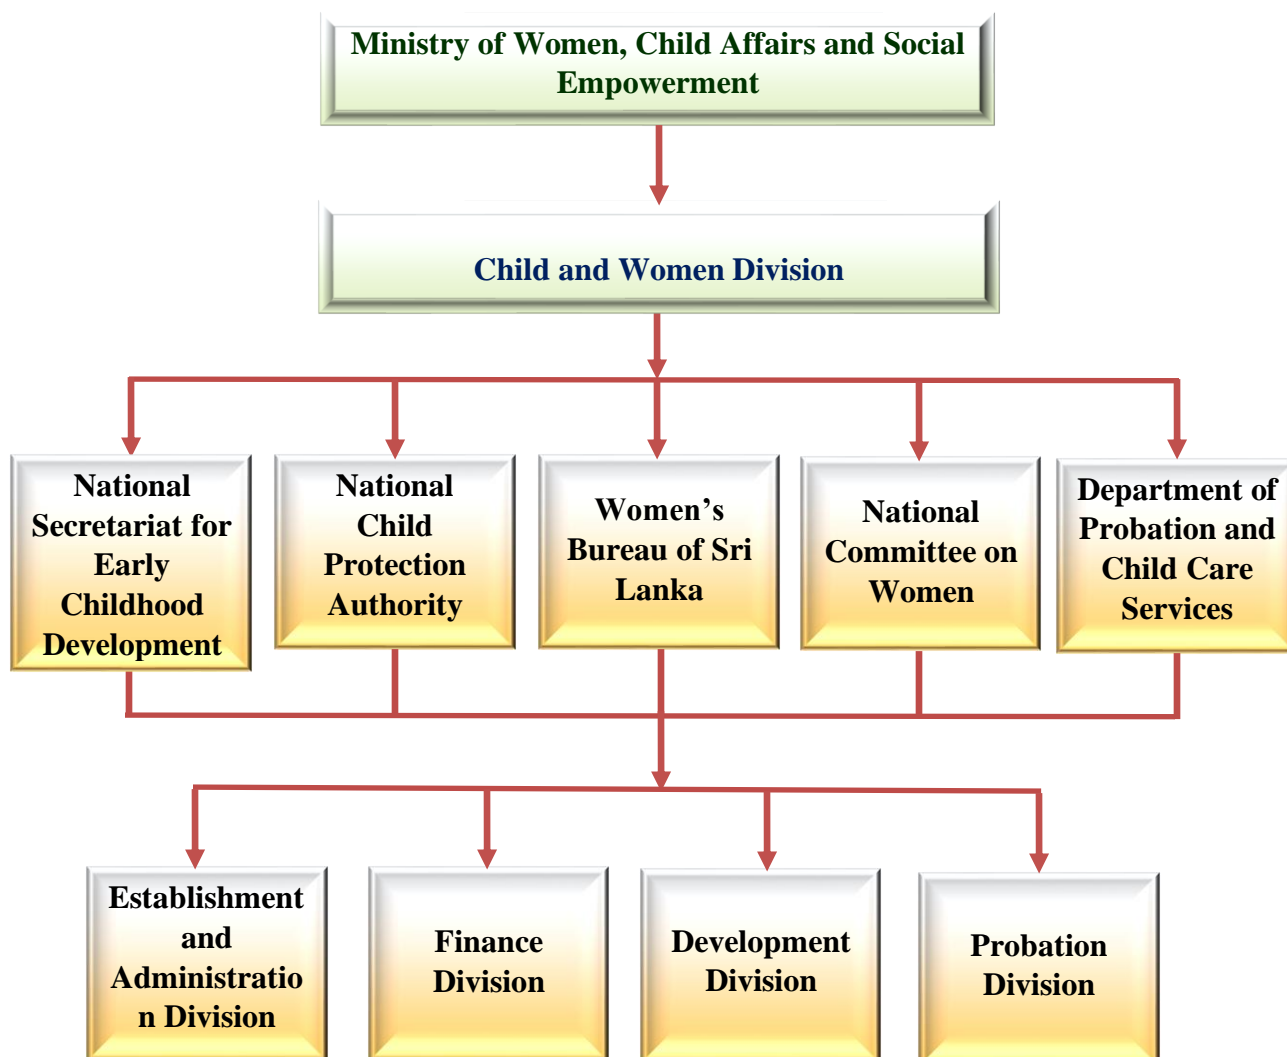 Ministry of Women, Child Affairs and Social
Empowerment
Child and Women Division
National
Secretariat for
Early
Childhood
Development
National
Child
Protection
Authority
Women’s
Bureau of Sri
Lanka
National
Committee on
Women
Department of
Probation and
Child Care
Services
Establishment
and
Administratio
n Division
Finance
Division
Development
Division
Probation
Division